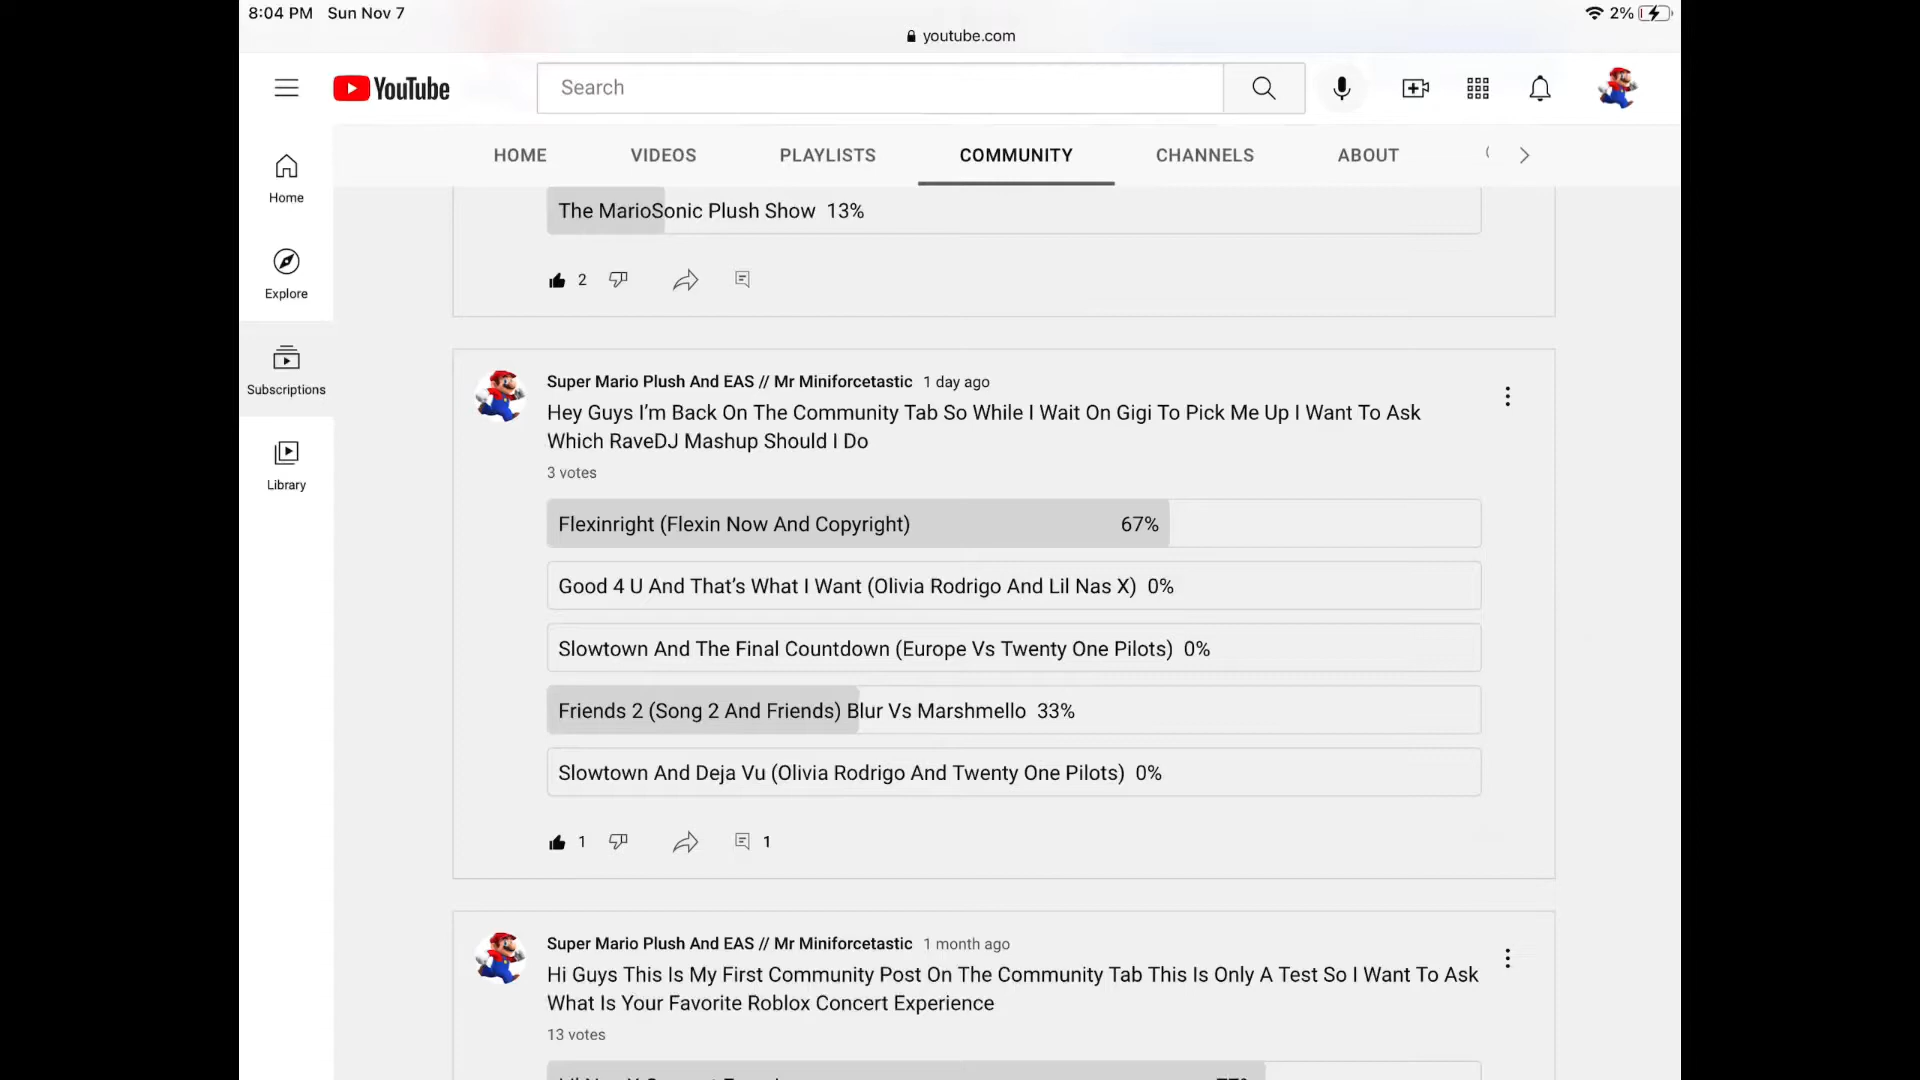 8:04 PM Sun Nov 7
2%
youtube.com
YouTube
Search
HOME VIDEOS PLAYLISTS COMMUNITY CHANNELS ABOUT
Home
Explore
Subscriptions
Library
The MarioSonic Plush Show 13%
2
Super Mario Plush And EAS // Mr Miniforcetastic 1 day ago
Hey Guys I’m Back On The Community Tab So While I Wait On Gigi To Pick Me Up I Want To Ask
Which RaveDJ Mashup Should I Do
3 votes
Flexinright (Flexin Now And Copyright) 67%
Good 4 U And That’s What I Want (Olivia Rodrigo And Lil Nas X) 0%
Slowtown And The Final Countdown (Europe Vs Twenty One Pilots) 0%
Friends 2 (Song 2 And Friends) Blur Vs Marshmello 33%
Slowtown And Deja Vu (Olivia Rodrigo And Twenty One Pilots) 0%
1 1
Super Mario Plush And EAS // Mr Miniforcetastic 1 month ago
Hi Guys This Is My First Community Post On The Community Tab This Is Only A Test So I Want To Ask
What Is Your Favorite Roblox Concert Experience
13 votes